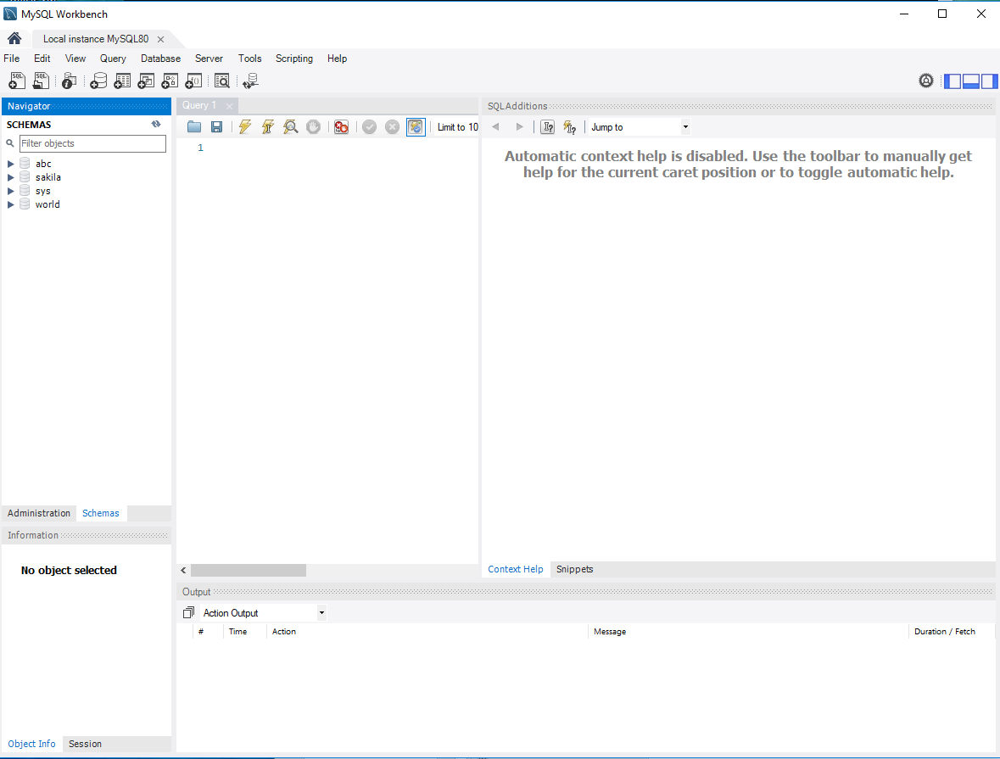 MySQL Workbench
Local instance MySQL80
File Edit View Query Database Server Tools Scripting Help
Navigator
SCHEMAS
Filter objects
abc
sakila
sys
world
Administration Schemas
Information
No object selected
Object Info Session
Query 1
Limit to 10
1
SQLAdditions
Jump to
Automatic context help is disabled. Use the toolbar to manually get
help for the current caret position or to toggle automatic help.
Context Help Snippets
Output
Action Output
# Time Action Message Duration / Fetch